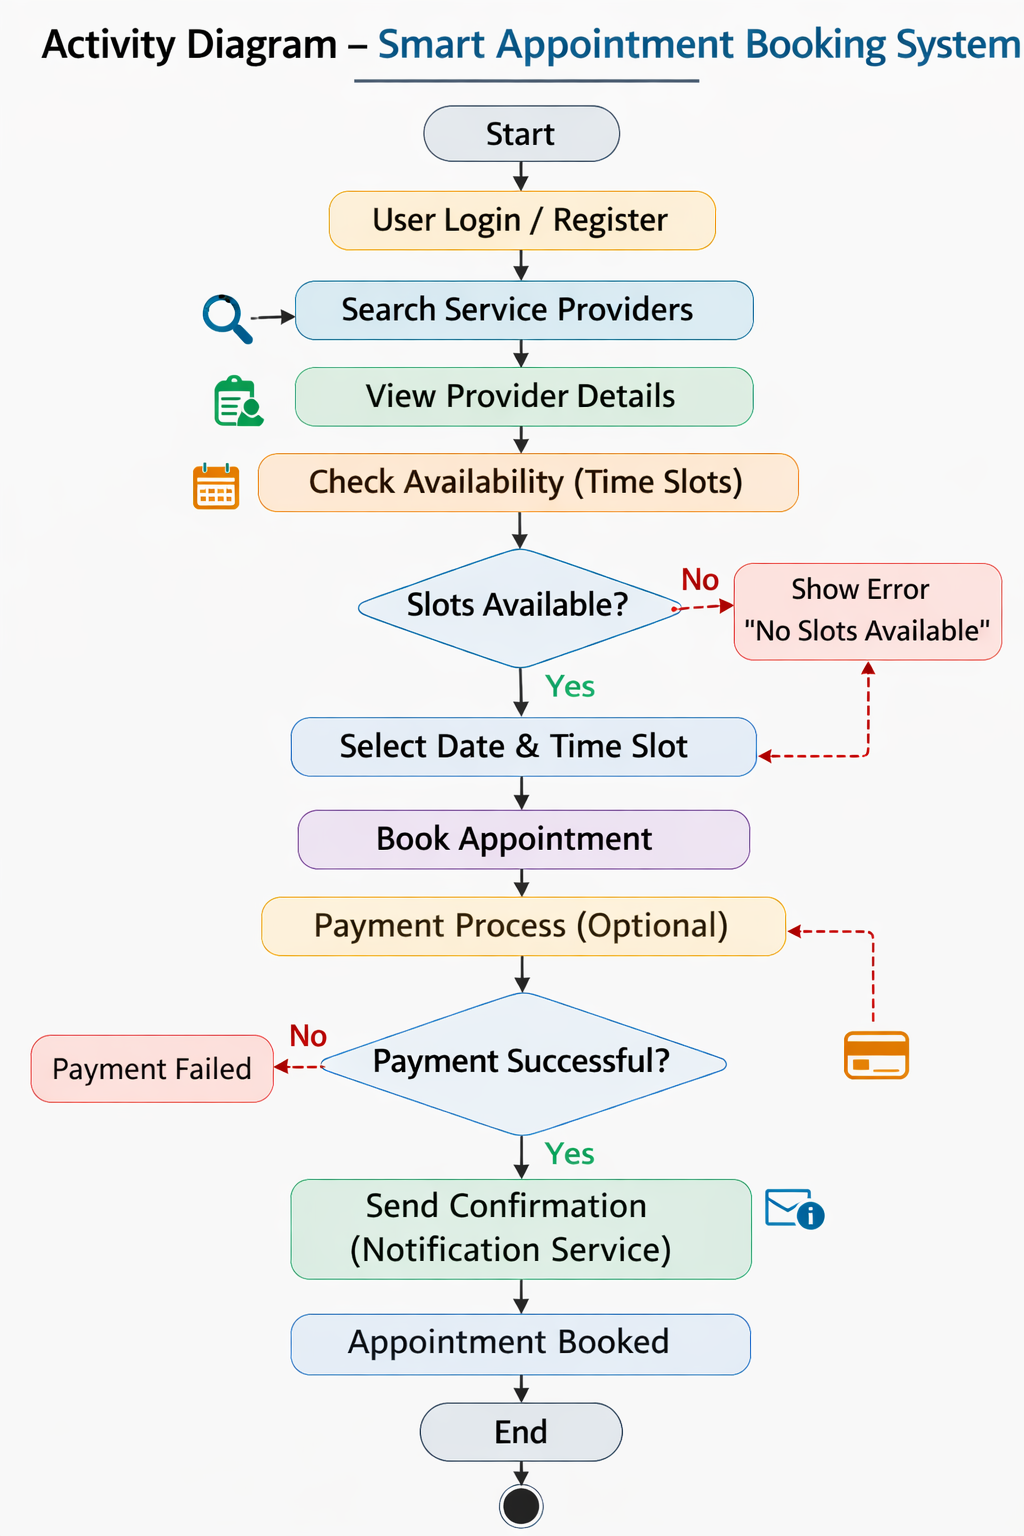 Activity Diagram – Smart Appointment Booking System
Start
User Login / Register
Search Service Providers
View Provider Details
Check Availability (Time Slots)
Slots Available?
No
Show Error
"No Slots Available"
Yes
Select Date & Time Slot
Book Appointment
Payment Process (Optional)
Payment Successful?
No
Payment Failed
Yes
Send Confirmation
(Notification Service)
Appointment Booked
End